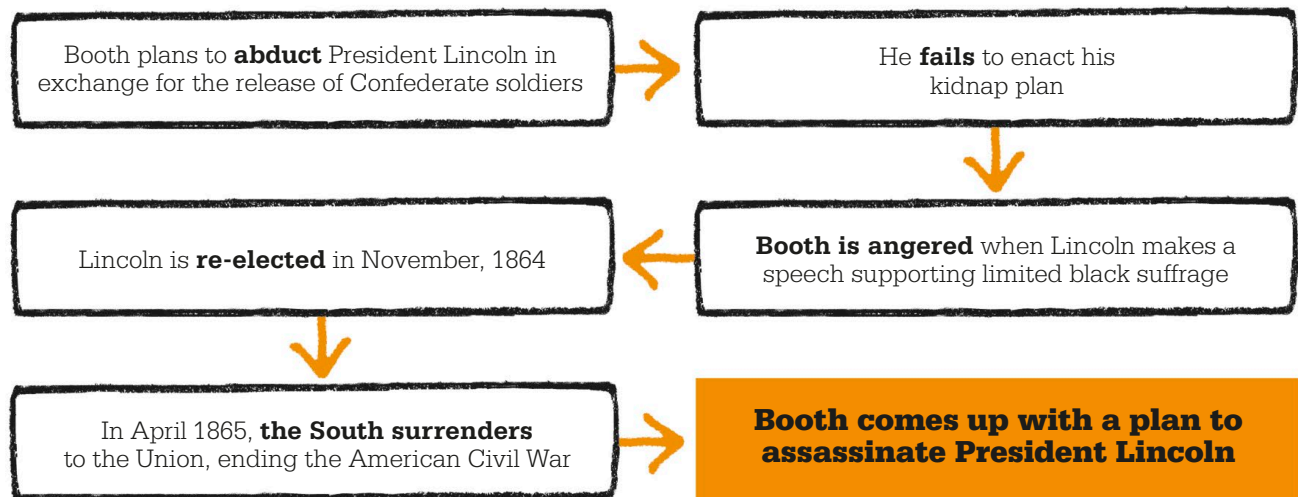 Booth plans to abduct President Lincoln in
exchange for the release of Confederate soldiers
He fails to enact his
kidnap plan
Booth is angered when Lincoln makes a
speech supporting limited black suffrage
Lincoln is re-elected in November, 1864
In April 1865, the South surrenders
to the Union, ending the American Civil War
Booth comes up with a plan to
assassinate President Lincoln